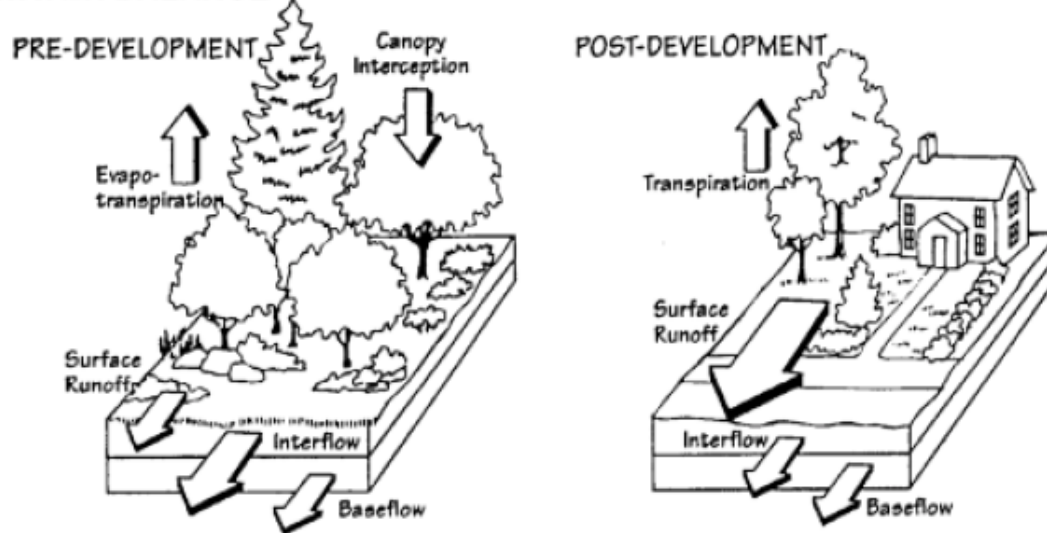 PRE-DEVELOPMENT
Canopy
Interception
Evapo-
transpiration
Surface
Runoff
Interflow
Baseflow
POST-DEVELOPMENT
Transpiration
Surface
Runoff
Interflow
Baseflow